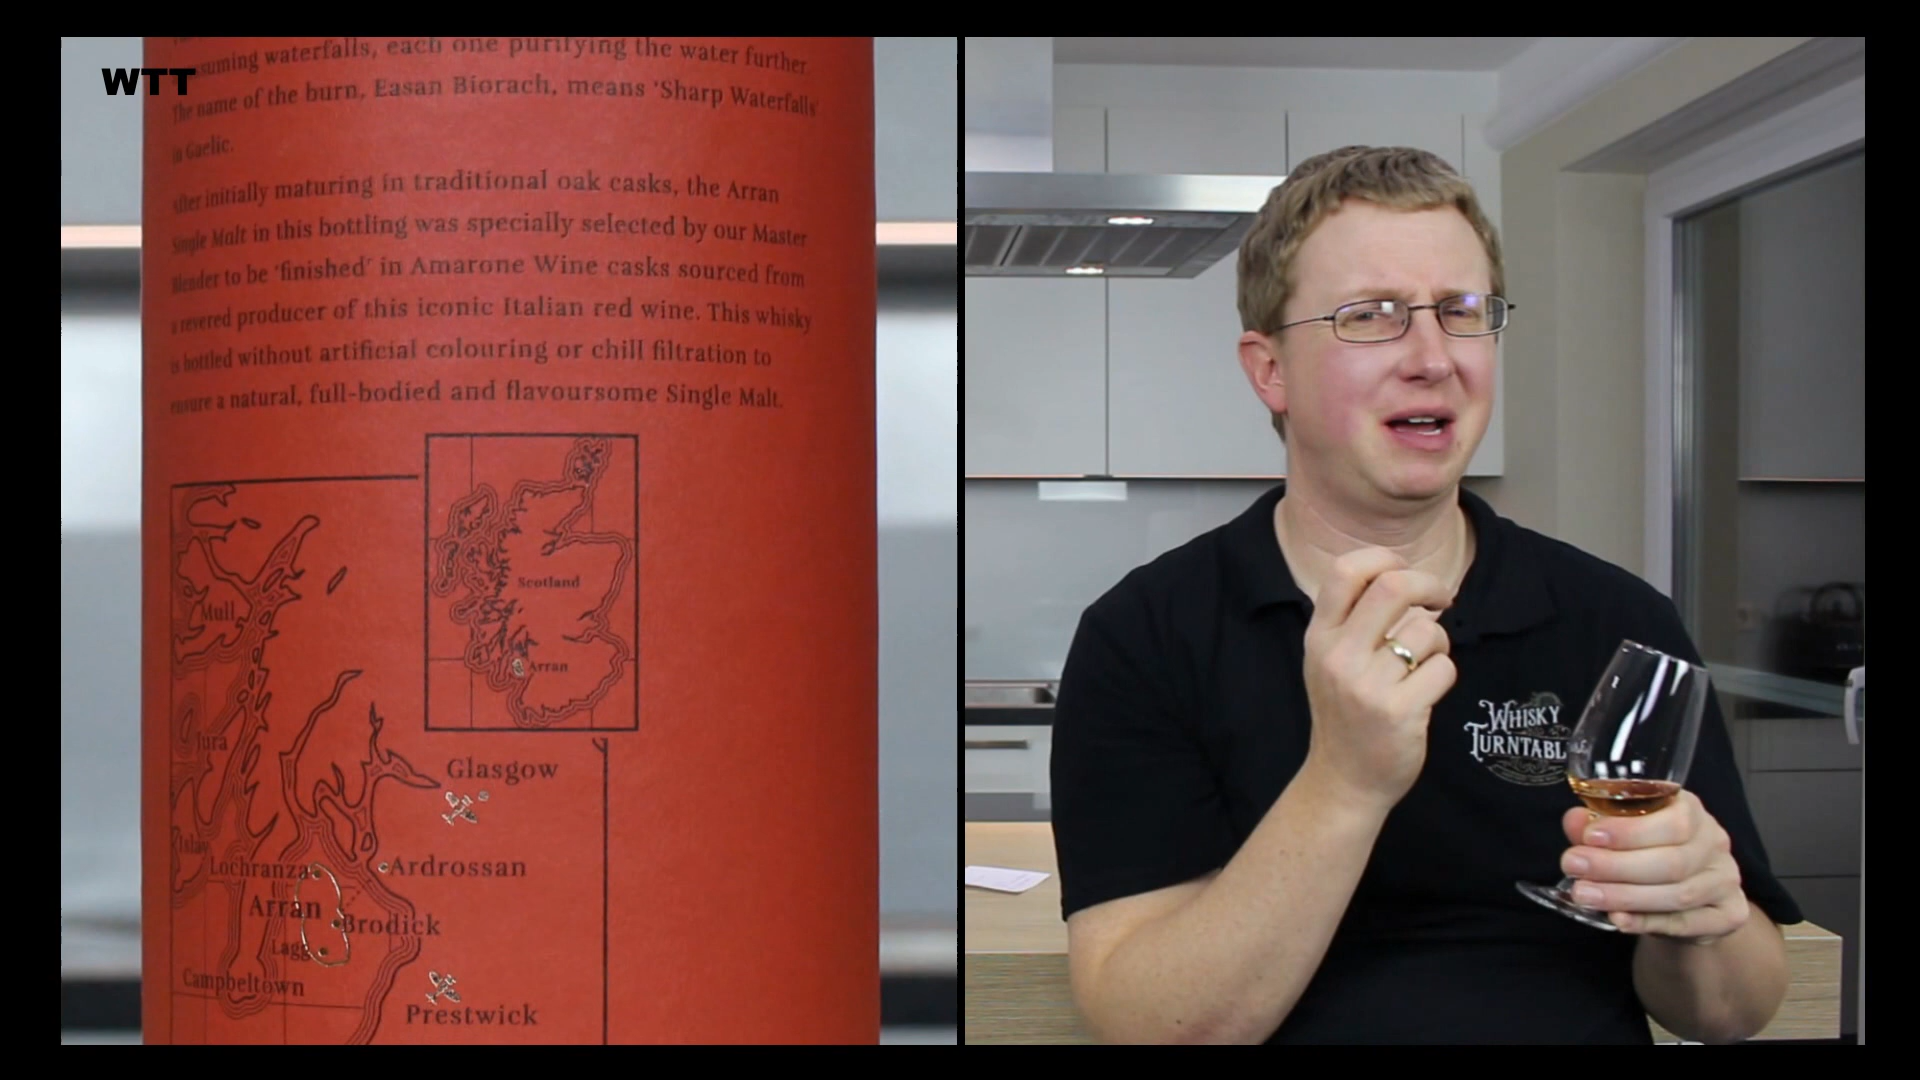 WTT
suming waterfalls, each one purifying the water further.
The name of the burn, Easan Biorach, means 'Sharp Waterfalls'
in Gaelic.
After initially maturing in traditional oak casks, the Arran
Single Malt in this bottling was specially selected by our Master
Blender to be 'finished' in Amarone Wine casks sourced from
a revered producer of this iconic Italian red wine. This whisky
is bottled without artificial colouring or chill filtration to
ensure a natural, full-bodied and flavoursome Single Malt.
Scotland
Arran
Mull
Jura
Glasgow
Islay
Lochranza
Ardrossan
Arran
Brodick
Lagg
Campbeltown
Prestwick
WHISKY
TURNTABL